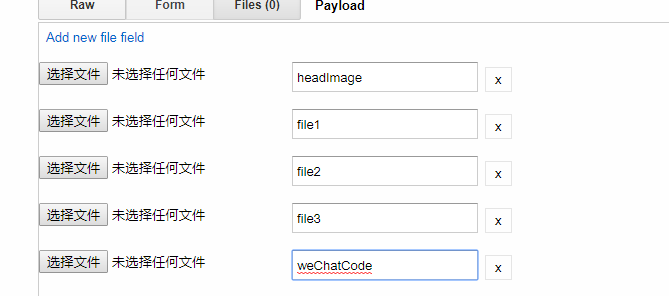 Raw Form Files (0) Payload
Add new file field
选择文件 未选择任何文件 headImage x
选择文件 未选择任何文件 file1 x
选择文件 未选择任何文件 file2 x
选择文件 未选择任何文件 file3 x
选择文件 未选择任何文件 weChatCode x